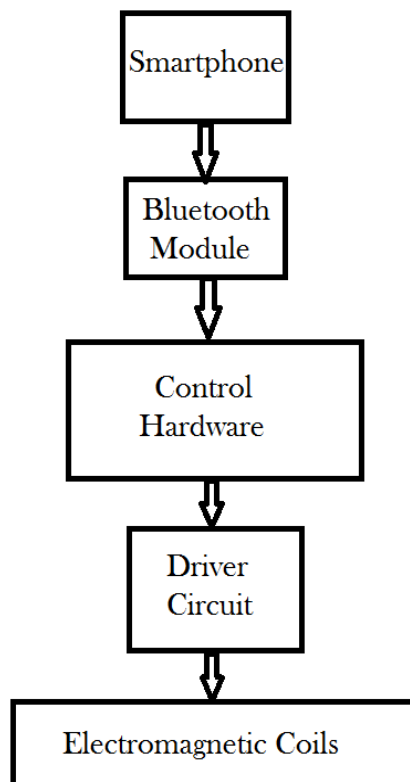 Smartphone
Bluetooth
Module
Control
Hardware
Driver
Circuit
Electromagnetic Coils